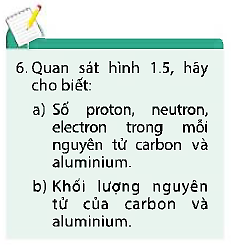 6. Quan sát hình 1.5, hãy
cho biết:
a) Số proton, neutron,
electron trong mỗi
nguyên tử carbon và
aluminium.
b) Khối lượng nguyên
tử của carbon và
aluminium.